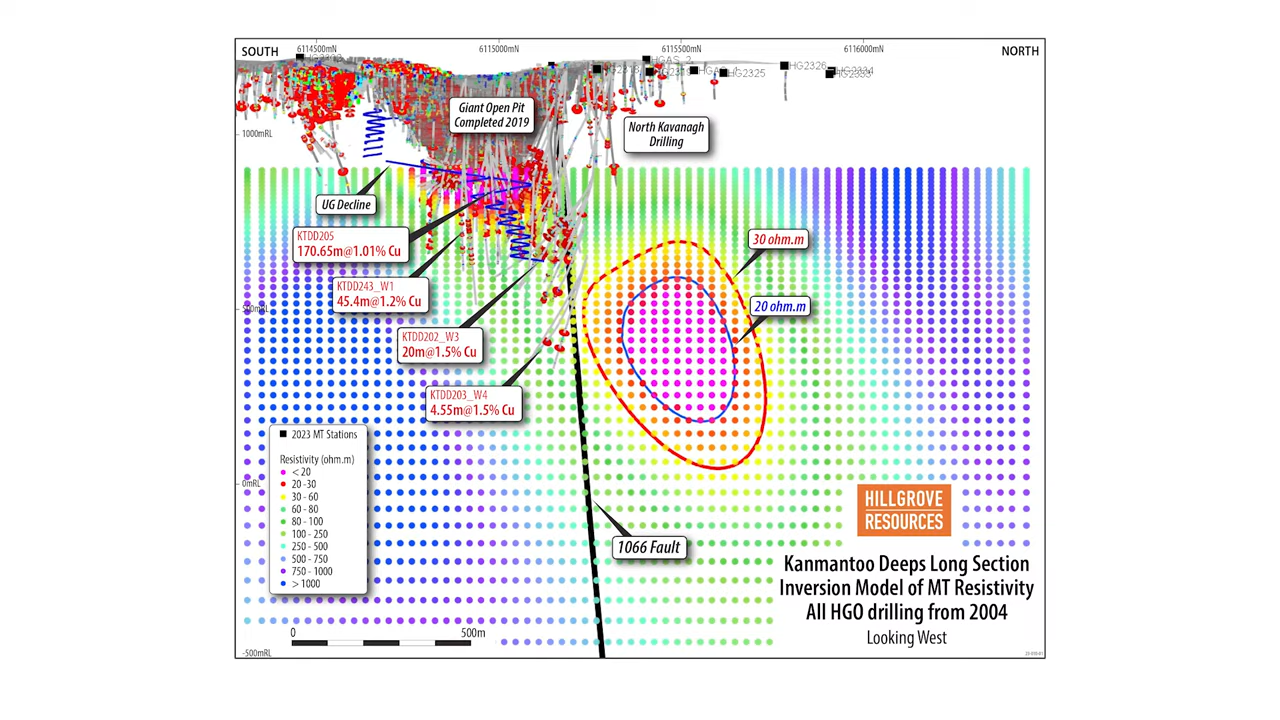 SOUTH
6114500mN
6115000mN
6115500mN
6116000mN
NORTH
HGAS_2
HG2325
HG2326
1000mRL
Giant Open Pit
Completed 2019
North Kavanagh
Drilling
UG Decline
KTDD205
170.65m@1.01% Cu
30 ohm.m
KTDD243_W1
45.4m@1.2% Cu
20 ohm.m
KTDD202_W3
20m@1.5% Cu
KTDD203_W4
4.55m@1.5% Cu
2023 MT Stations
Resistivity (ohm.m)
< 20
20 - 30
30 - 60
60 - 80
80 - 100
100 - 250
250 - 500
500 - 750
750 - 1000
> 1000
0mRL
HILLGROVE
RESOURCES
1066 Fault
Kanmantoo Deeps Long Section
Inversion Model of MT Resistivity
All HGO drilling from 2004
Looking West
0
500m
-500mRL